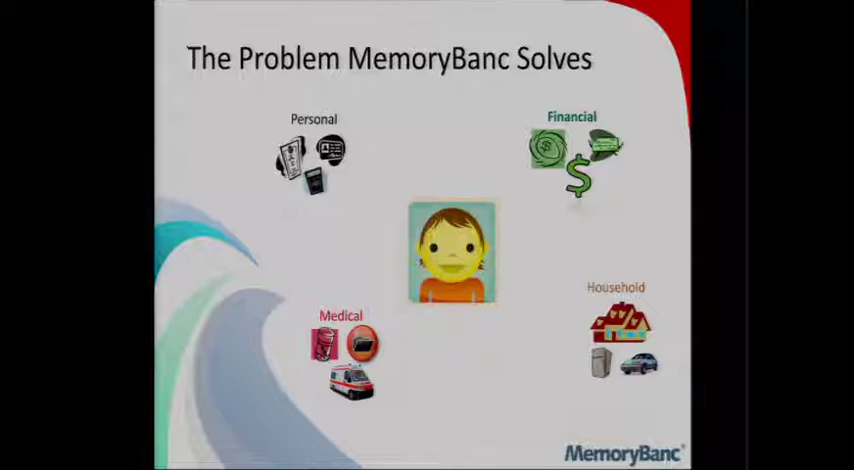 The Problem MemoryBanc Solves
Personal
Financial
$
Household
Medical
MemoryBanc®